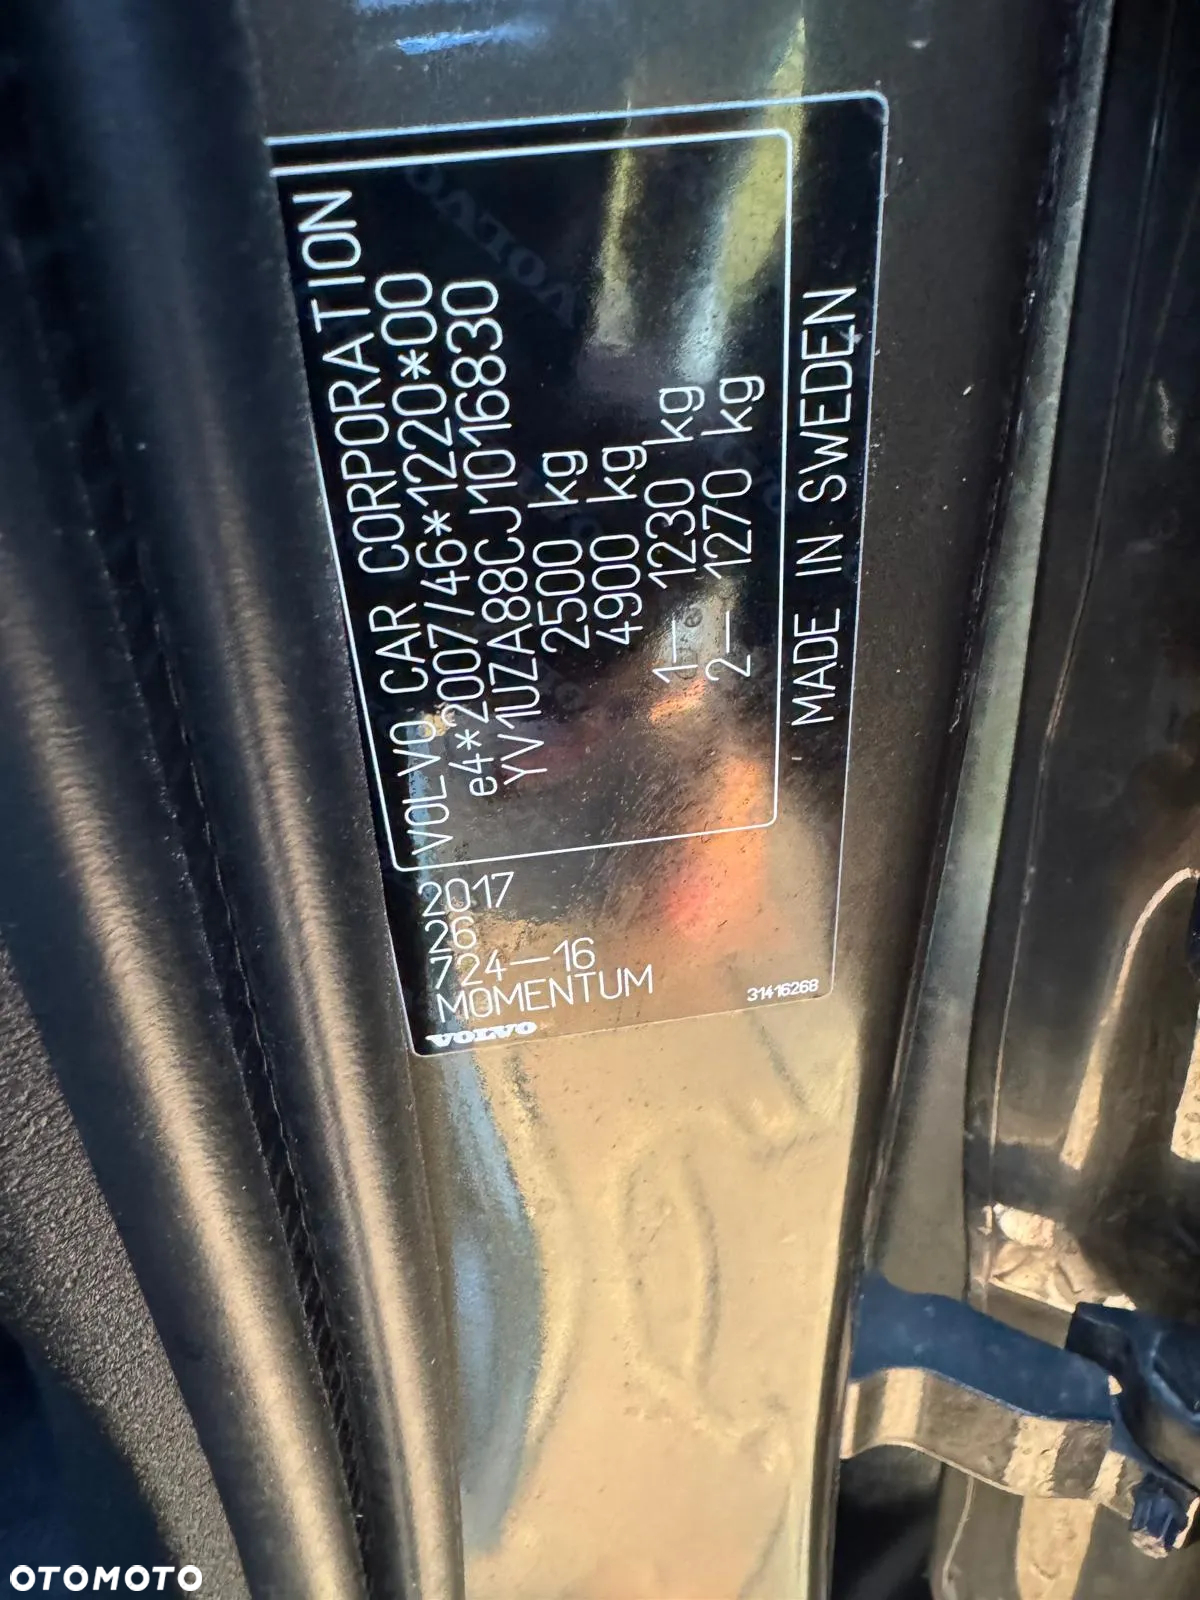 VOLVO CAR CORPORATION
e4*2007/46*1220*00
YV1UZA88CJ1016830
2500 kg
4900 kg
1— 1230 kg
2— 1270 kg
MADE IN SWEDEN
2017
26
724—16
MOMENTUM
VOLVO
31416268
OTOMOTO